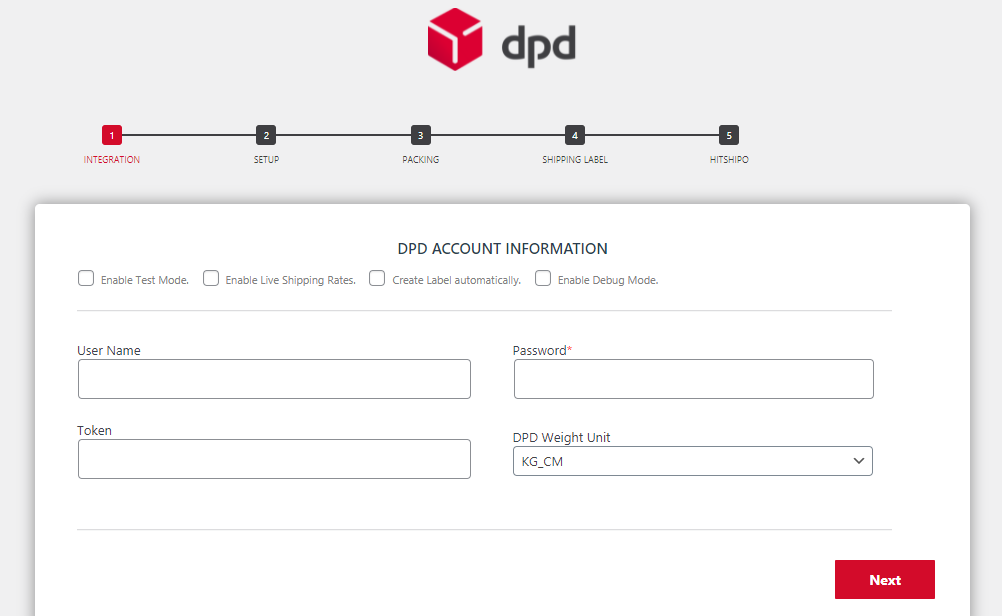 dpd
1 2 3 4 5
INTEGRATION SETUP PACKING SHIPPING LABEL HITSHIPO
DPD ACCOUNT INFORMATION
Enable Test Mode. Enable Live Shipping Rates. Create Label automatically. Enable Debug Mode.
User Name Password*
Token
DPD Weight Unit
KG_CM
Next